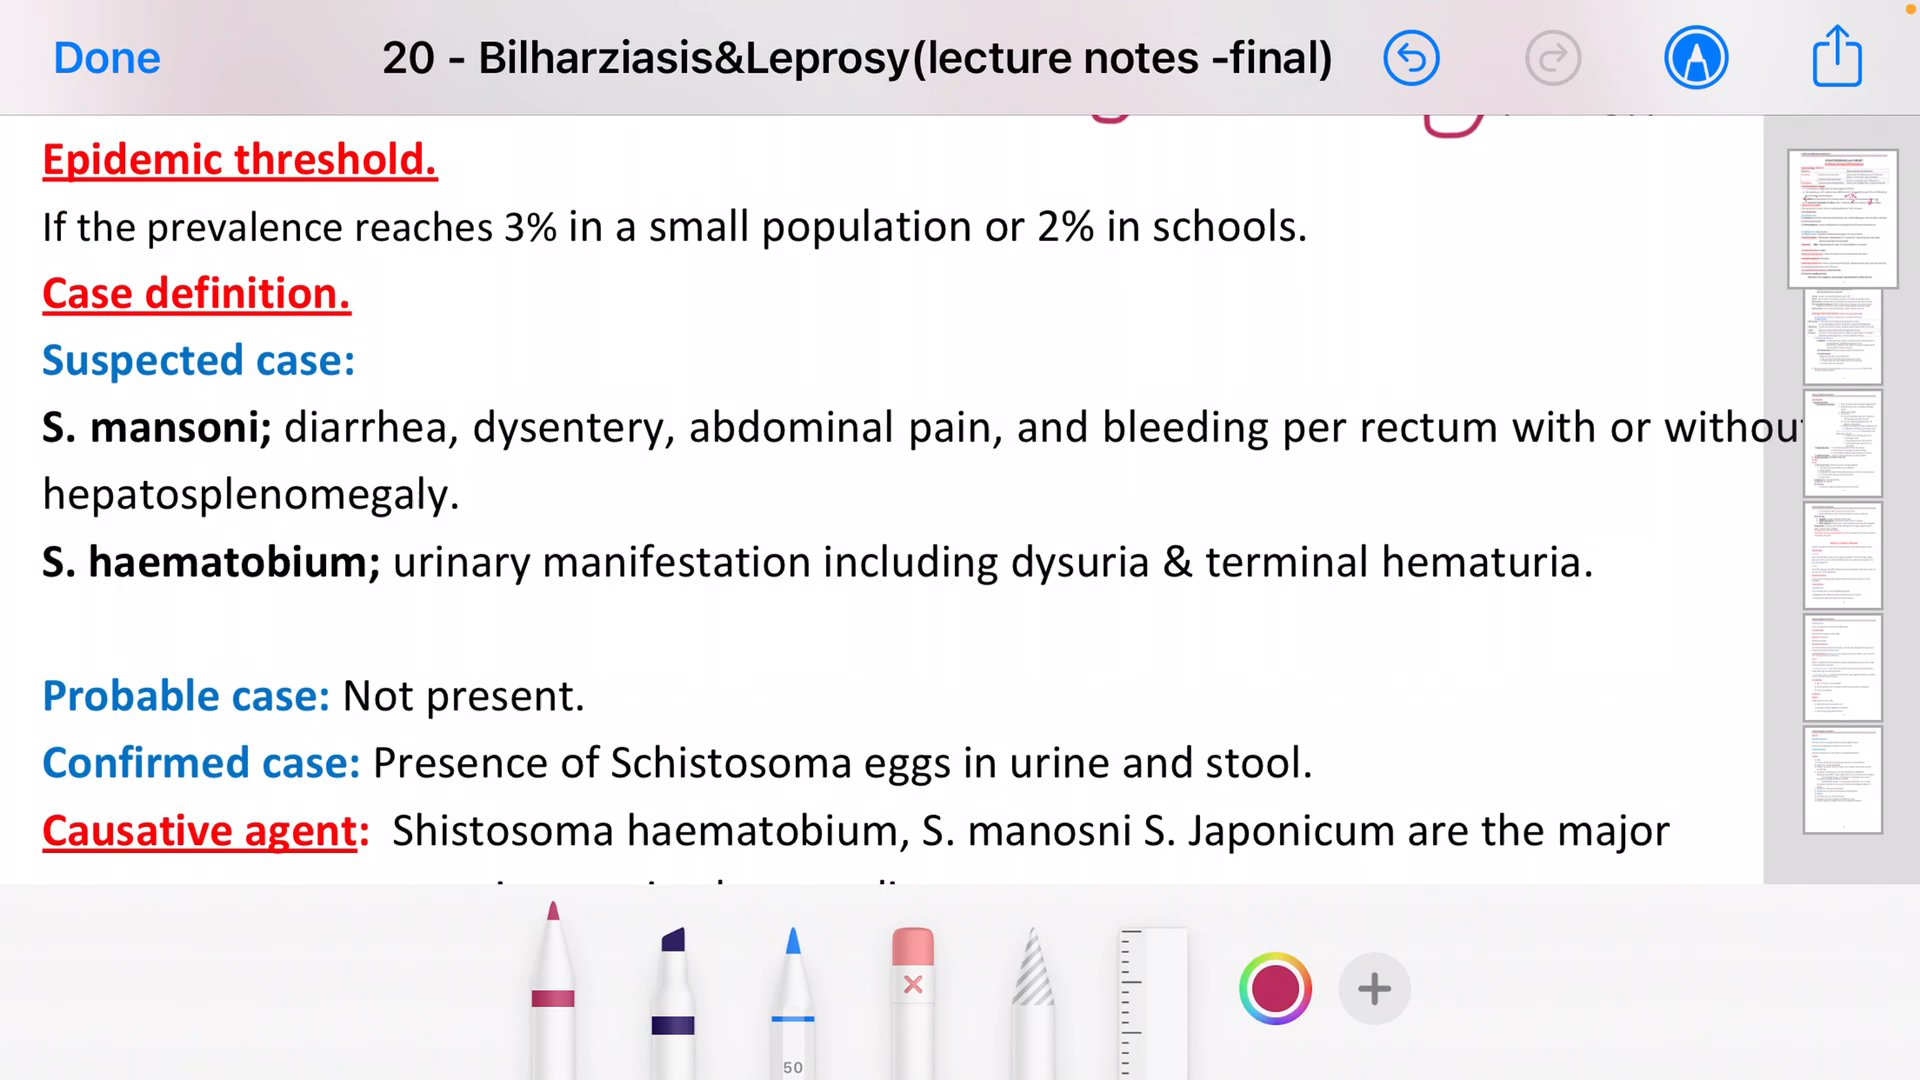 Done
20 - Bilharziasis&Leprosy(lecture notes -final)
Epidemic threshold.
If the prevalence reaches 3% in a small population or 2% in schools.
Case definition.
Suspected case:
S. mansoni; diarrhea, dysentery, abdominal pain, and bleeding per rectum with or without
hepatosplenomegaly.
S. haematobium; urinary manifestation including dysuria & terminal hematuria.
Probable case: Not present.
Confirmed case: Presence of Schistosoma eggs in urine and stool.
Causative agent: Shistosoma haematobium, S. manosni S. Japonicum are the major
50